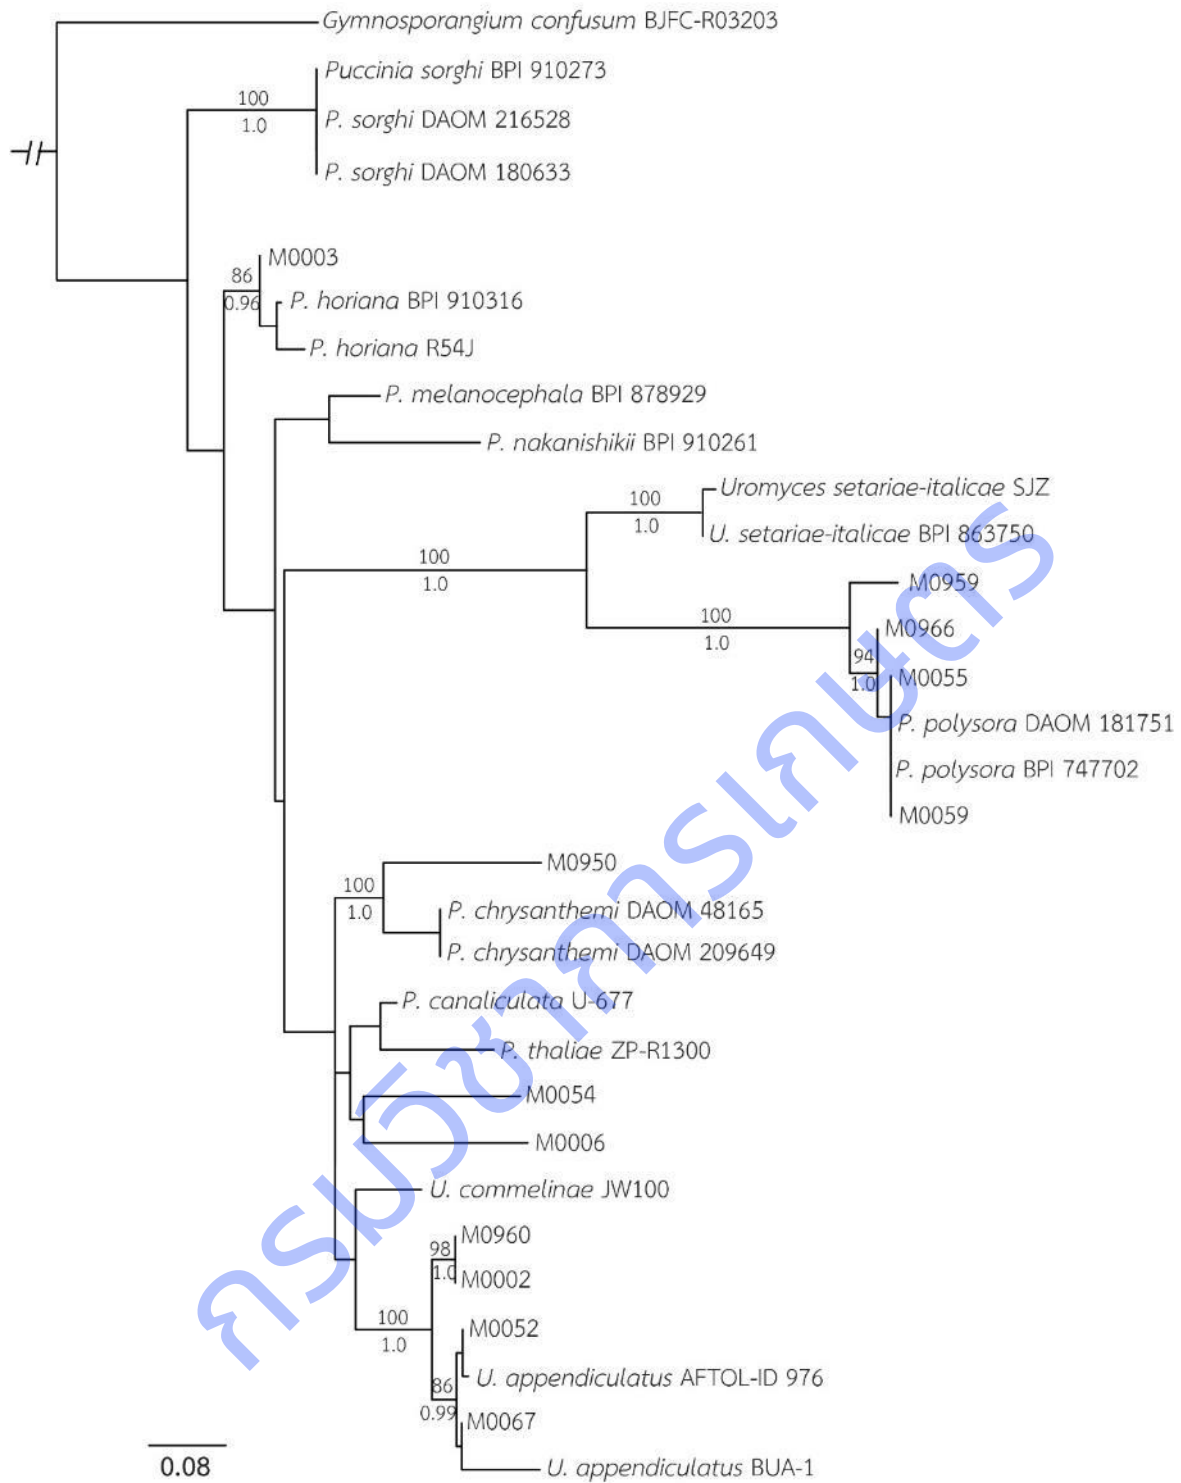 Gymnosporangium confusum BJFC-R03203
Puccinia sorghi BPI 910273
100
1.0
P. sorghi DAOM 216528
P. sorghi DAOM 180633
M0003
86
0.96
P. horiana BPI 910316
P. horiana R54J
P. melanocephala BPI 878929
P. nakanishikii BPI 910261
Uromyces setariae-italicae SJZ
100
1.0
U. setariae-italicae BPI 863750
100
1.0
M0959
100
1.0
M0966
94
1.0
M0055
P. polysora DAOM 181751
P. polysora BPI 747702
M0059
M0950
100
1.0
P. chrysanthemi DAOM 48165
P. chrysanthemi DAOM 209649
P. canaliculata U-677
P. thaliae ZP-R1300
M0054
M0006
U. commelinae JW100
M0960
98
1.0
M0002
100
1.0
M0052
U. appendiculatus AFTOL-ID 976
86
0.99
M0067
U. appendiculatus BUA-1
0.08
กรมวิชาการเกษตร